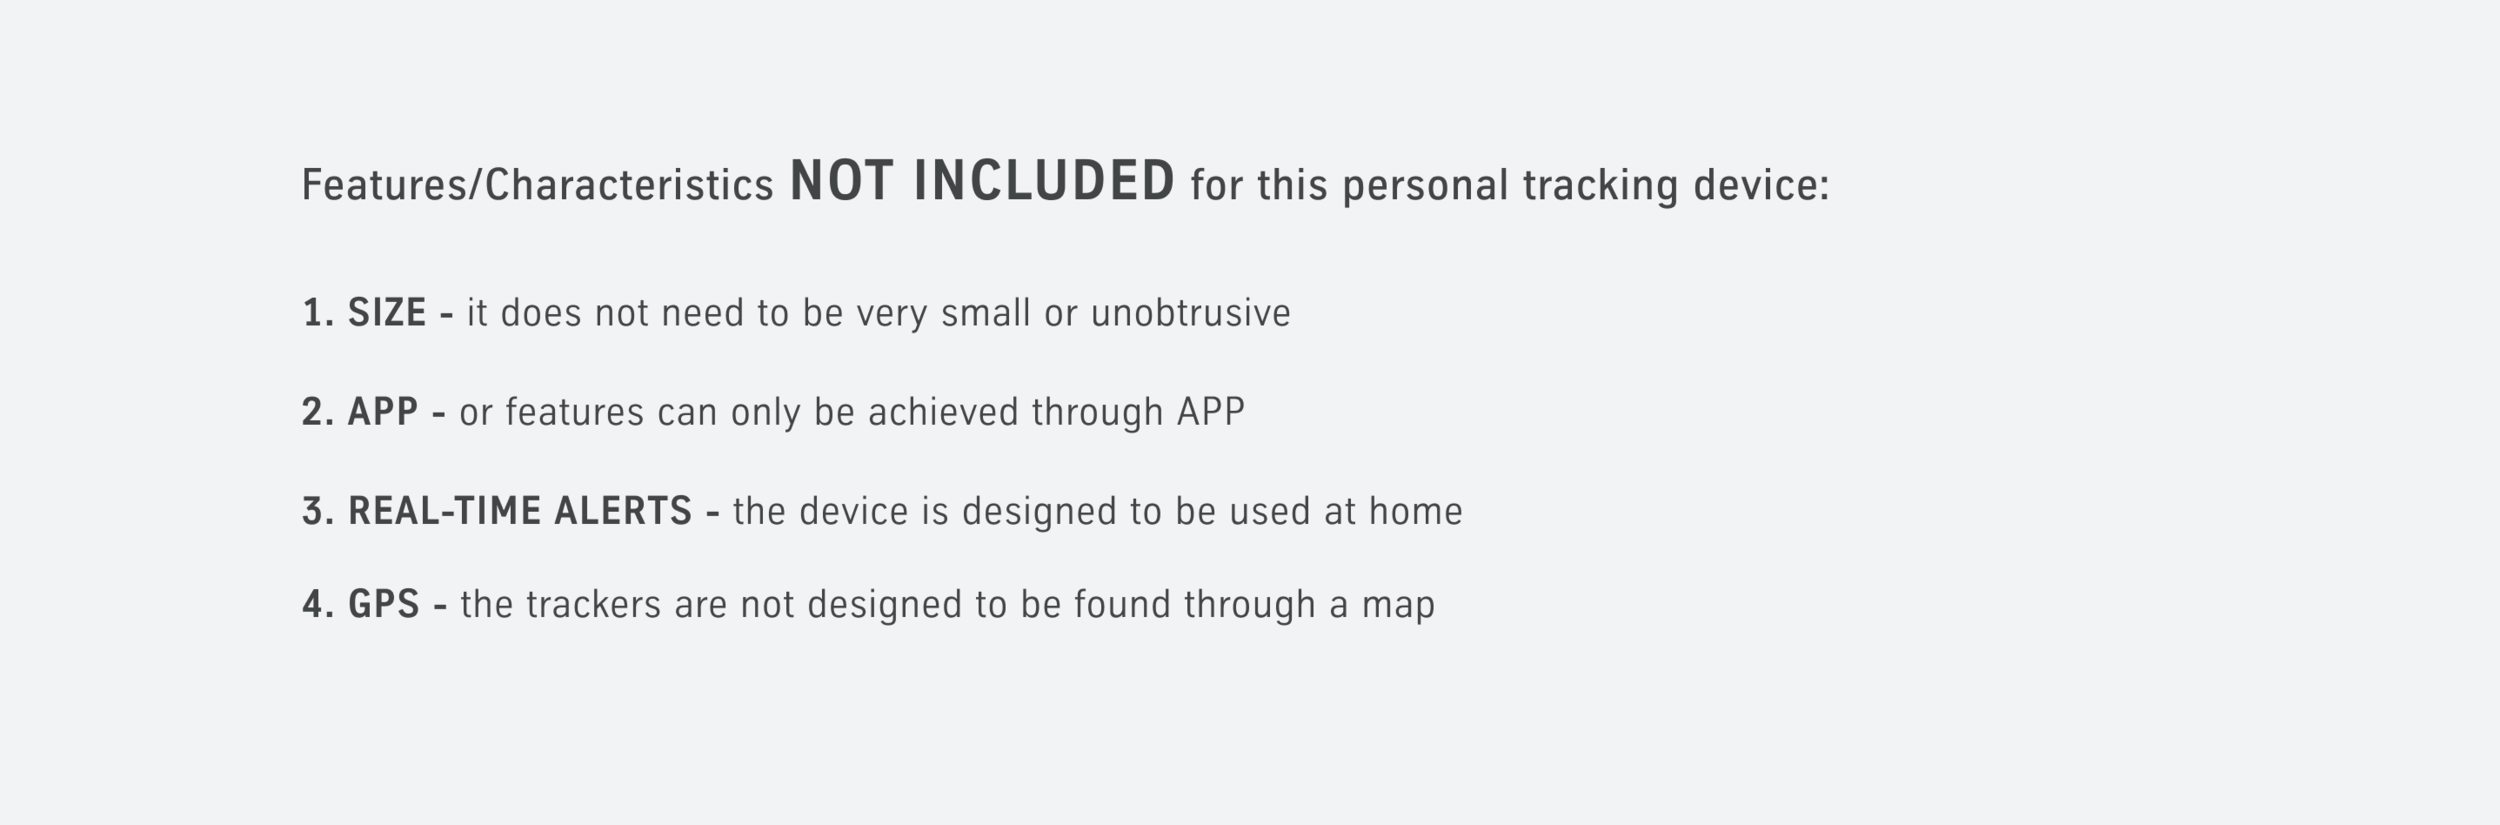 Features/Characteristics NOT INCLUDED for this personal tracking device:
1. SIZE - it does not need to be very small or unobtrusive
2. APP - or features can only be achieved through APP
3. REAL-TIME ALERTS - the device is designed to be used at home
4. GPS - the trackers are not designed to be found through a map